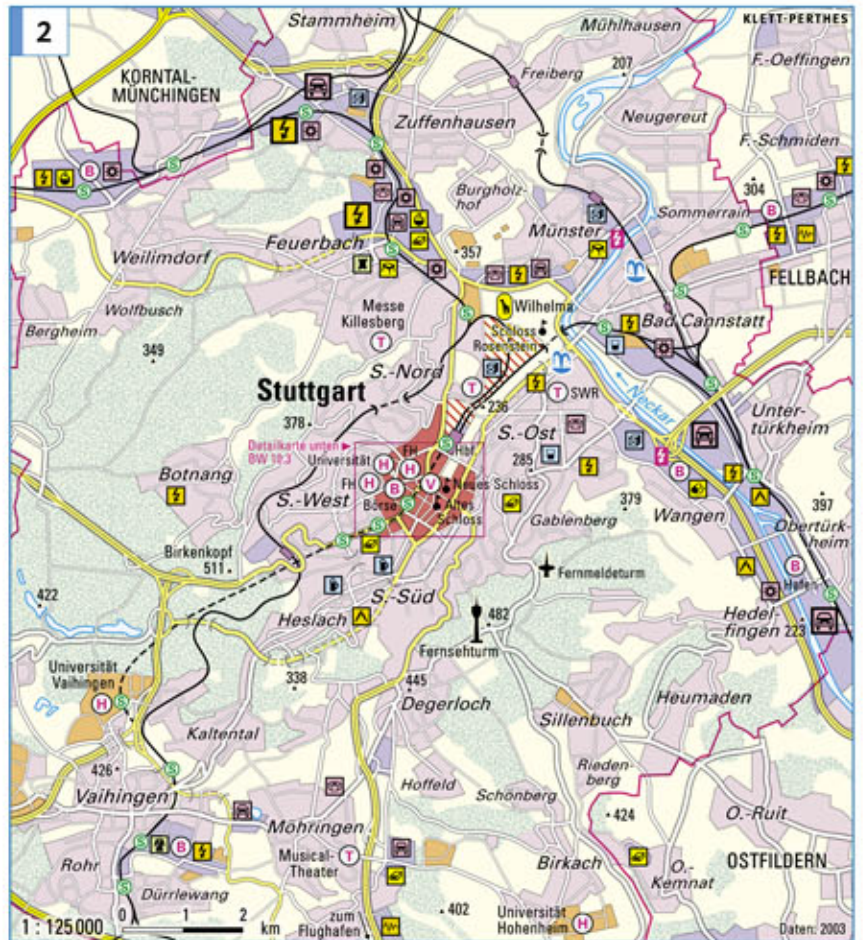 2
KLETT-PERTHES
Stammheim
Mühlhausen
F.-Oeffingen
KORNTAL-
MÜNCHINGEN
Freiberg
207
Zuffenhausen
Neugereut
F.-Schmiden
B
Burgholz-
hof
304
Sommerrain
B
Feuerbach
Münster
357
Weilimdorf
FELLBACH
Wolfbusch
Messe
Killesberg
T
Wilhelma
Schloss
Rosenstein
Bad Cannstatt
Bergheim
349
S.-Nord
T
T SWR
Neckar
Stuttgart
236
378
S.-Ost
Unter-
türkheim
Detailkarte unten
BW 10.3
FH
Hbf.
285
Universität
H
H
Botnang
FH H
B
V
Neues Schloss
B
S.-West
Börse
Altes
Schloss
379
397
Gablenberg
Wangen
Obertürk-
heim
Birkenkopf
511
Fernmeldeturm
B
Hafen
422
S.-Süd
Heslach
482
Hedel-
fingen
223
Fernsehturm
Universität
Vaihingen
H
338
445
Degerloch
Heumaden
Kaltental
Sillenbuch
426
Rieden-
berg
Vaihingen
Hoffeld
Schönberg
424
O.-Ruit
Möhringen
B
Rohr
Musical-
Theater
T
Birkach
O.-
Kemnat
OSTFILDERN
Dürrlewang
402
Universität
Hohenheim
H
1 : 125 000
0 1 2
km
zum
Flughafen
Daten: 2003